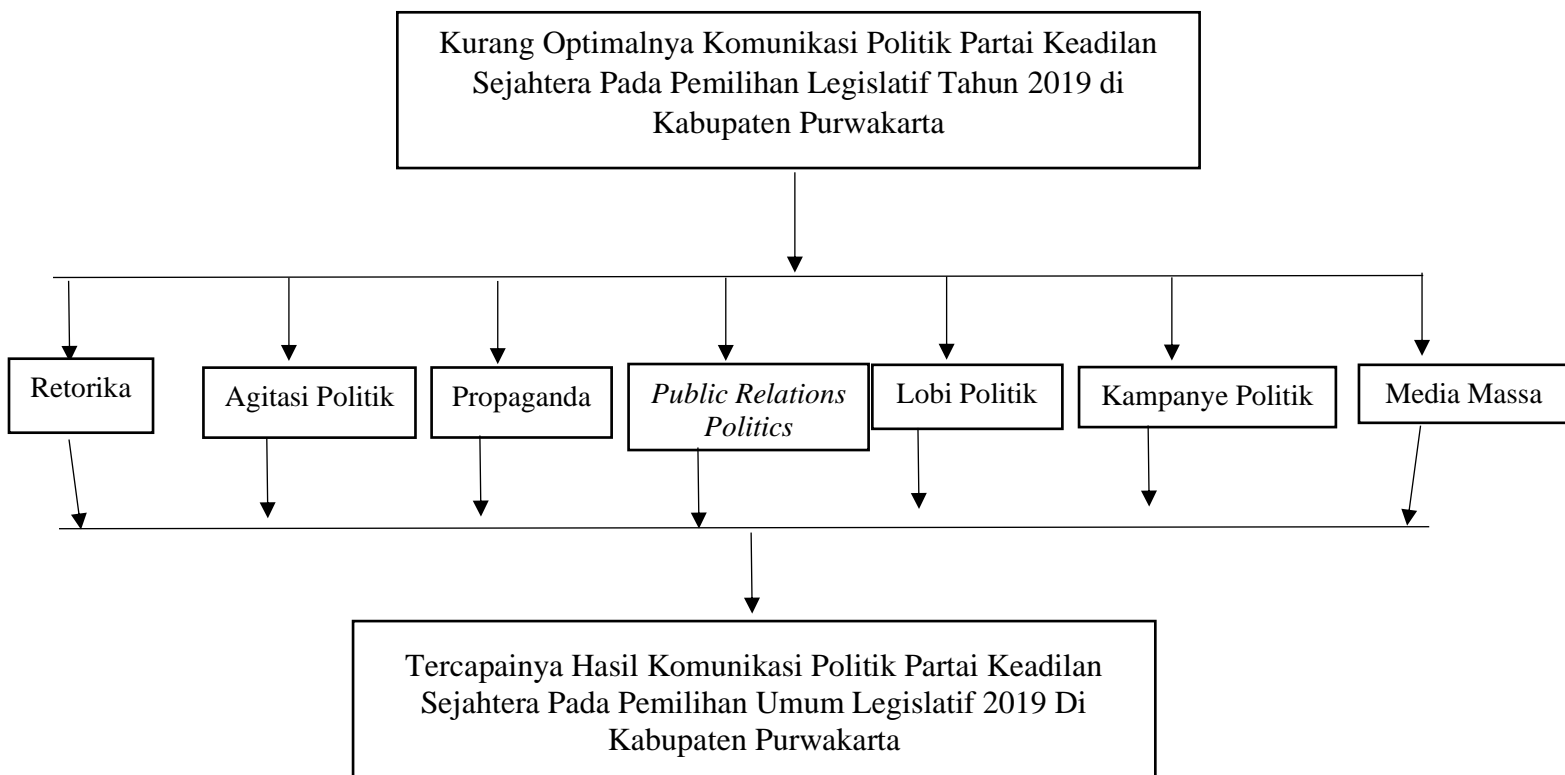 Kurang Optimalnya Komunikasi Politik Partai Keadilan
Sejahtera Pada Pemilihan Legislatif Tahun 2019 di
Kabupaten Purwakarta
Retorika
Agitasi Politik
Propaganda
Public Relations
Politics
Lobi Politik
Kampanye Politik
Media Massa
Tercapainya Hasil Komunikasi Politik Partai Keadilan
Sejahtera Pada Pemilihan Umum Legislatif 2019 Di
Kabupaten Purwakarta